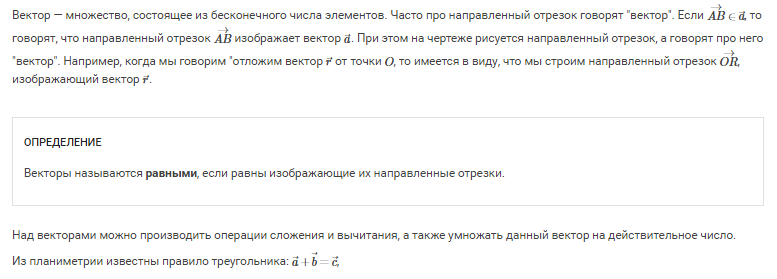 Вектор — множество, состоящее из бесконечного числа элементов. Часто про направленный отрезок говорят "вектор". Если $\overrightarrow{AB} \in \vec{a}$, то
говорят, что направленный отрезок $\overrightarrow{AB}$ изображает вектор $\vec{a}$. При этом на чертеже рисуется направленный отрезок, а говорят про него
"вектор". Например, когда мы говорим "отложим вектор $\vec{r}$ от точки $O$, то имеется в виду, что мы строим направленный отрезок $\overrightarrow{OR}$,
изображающий вектор $\vec{r}$.
ОПРЕДЕЛЕНИЕ
Векторы называются равными, если равны изображающие их направленные отрезки.
Над векторами можно производить операции сложения и вычитания, а также умножать данный вектор на действительное число.
Из планиметрии известны правило треугольника: $\vec{a}+\vec{b}=\vec{c}$,